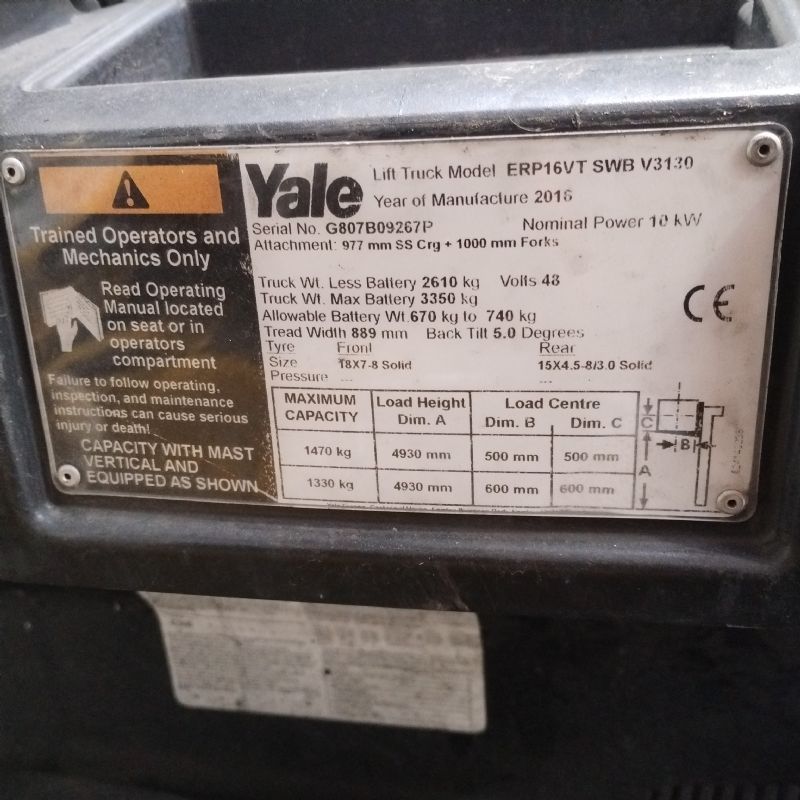 Yale
Lift Truck Model ERP16VT SWB V3130
Year of Manufacture 2016
Serial No. G807B09267P Nominal Power 10 kW
Attachment: 977 mm SS Crg + 1000 mm Forks
Trained Operators and
Mechanics Only
Read Operating
Manual located
on seat or in
operators
compartment
Failure to follow operating,
inspection, and maintenance
instructions can cause serious
injury or death.
CAPACITY WITH MAST
VERTICAL AND
EQUIPPED AS SHOWN
Truck Wt. Less Battery 2610 kg Volts 48
Truck Wt. Max Battery 3350 kg
Allowable Battery Wt. 670 kg to 740 kg
Tread Width 889 mm Back Tilt 5.0 Degrees
Tyre Front Rear
Size 18X7-8 Solid 15X4.5-8/3.0 Solid
Pressure --- ---
CE
MAXIMUM CAPACITY Load Height Dim. A Load Centre Dim. B Dim. C
1470 kg 4930 mm 500 mm 500 mm
1330 kg 4930 mm 600 mm 600 mm
C
B
A